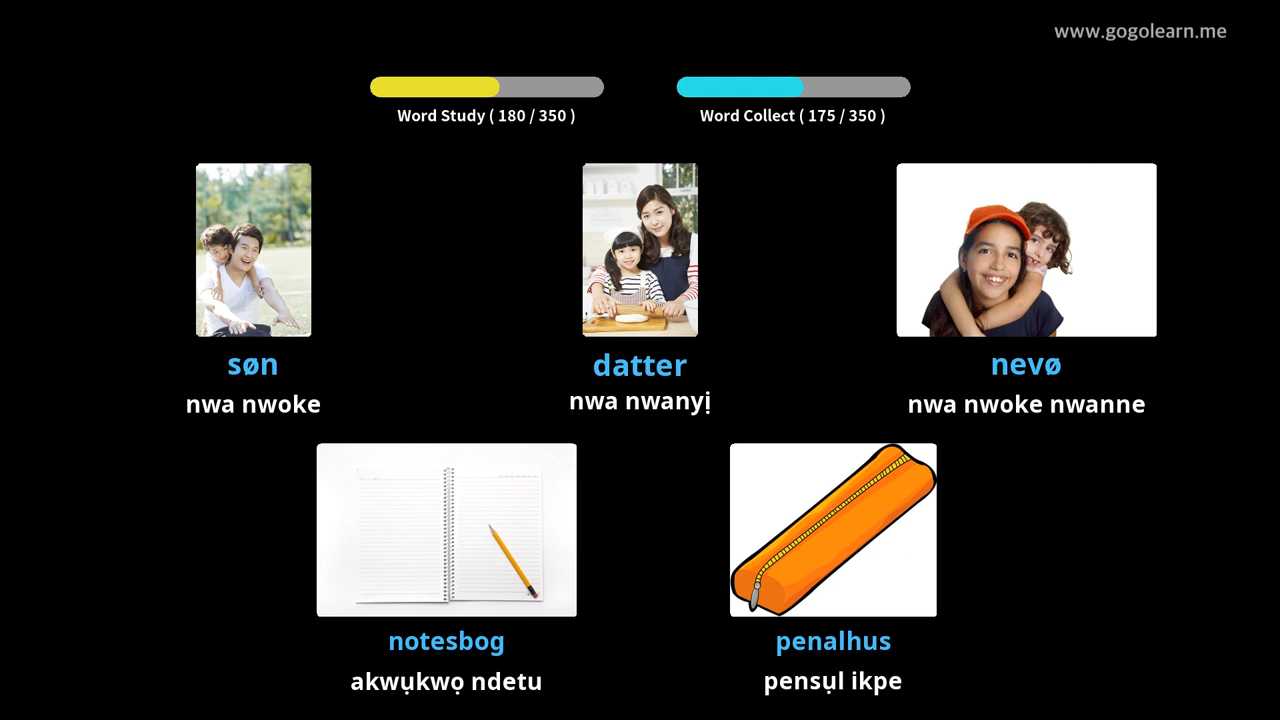 www.gogolearn.me
Word Study ( 180 / 350 )
Word Collect ( 175 / 350 )
søn
datter
nevø
nwa nwoke
nwa nwanyị
nwa nwoke nwanne
notesbog
penalhus
akwụkwọ ndetu
pensụl ikpe